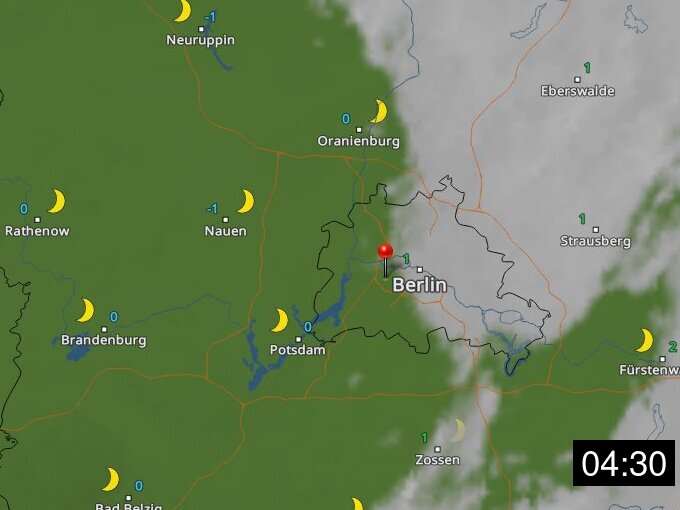 -1
Neuruppin
1
Eberswalde
0
Oranienburg
0
Rathenow
-1
Nauen
1
Strausberg
1
Berlin
0
Brandenburg
0
Potsdam
2
Fürstenwa
1
Zossen
04:30
0
Bad Belzig